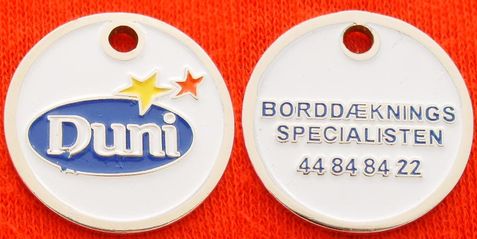 Duni
BORDDÆKNINGS
SPECIALISTEN
44 84 84 22